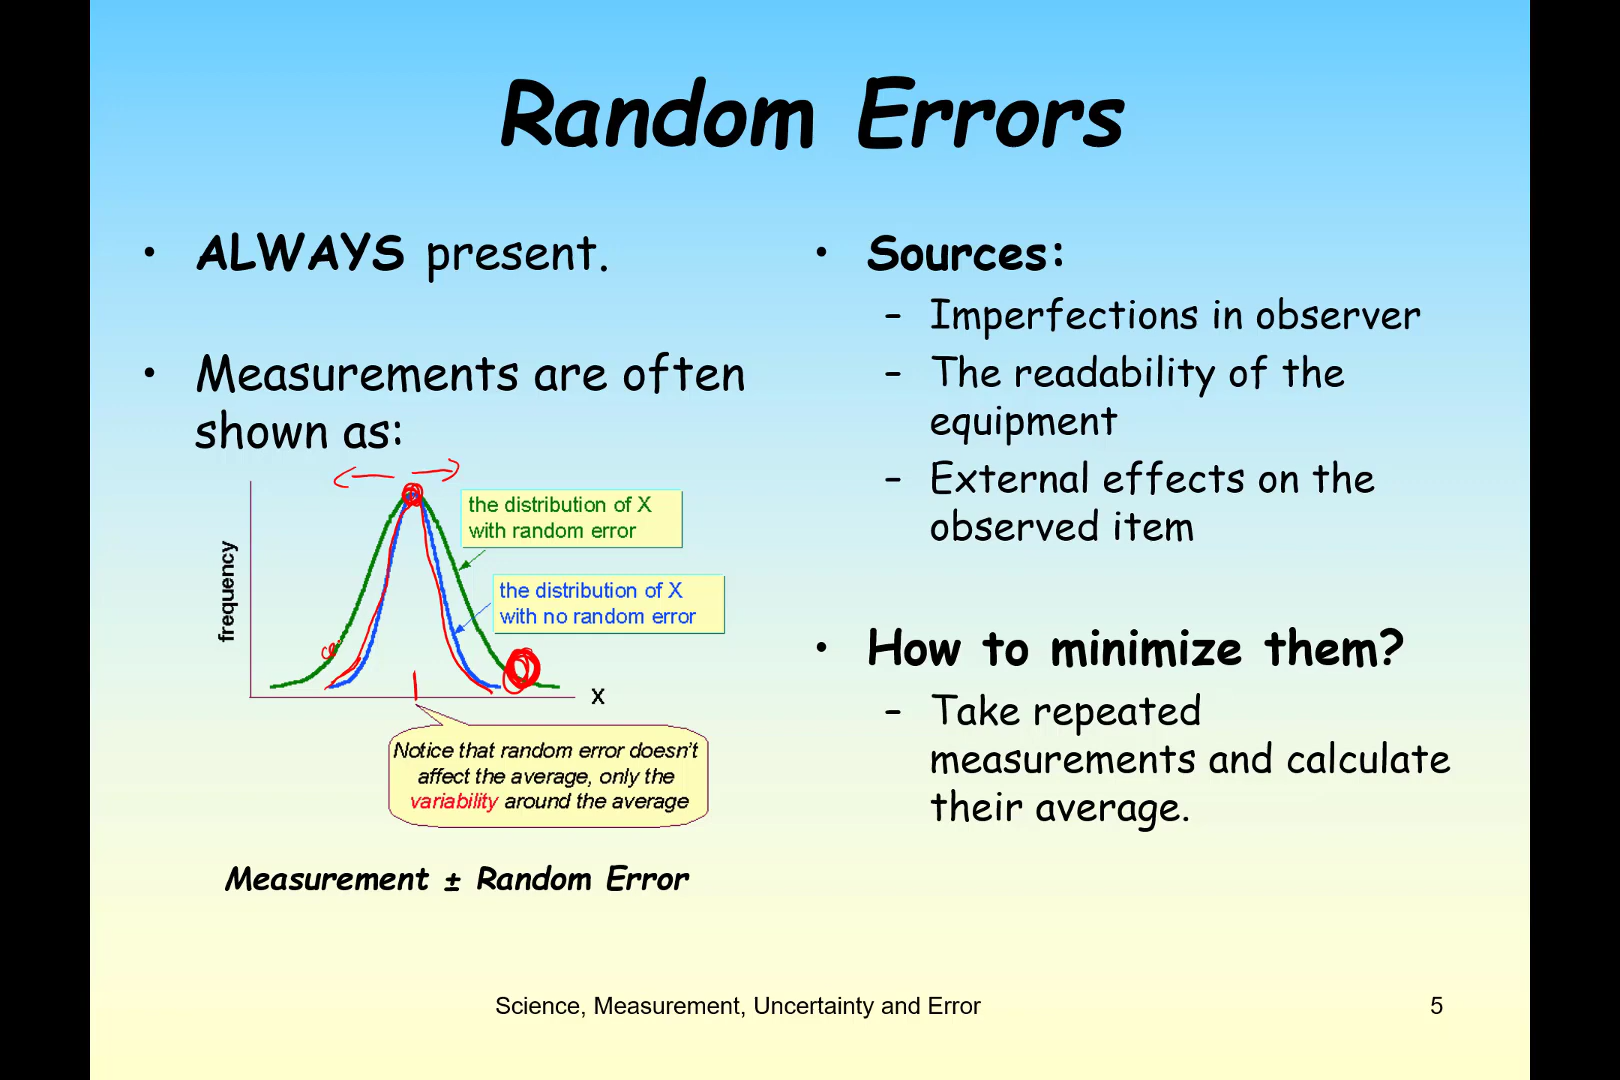 Random Errors
• ALWAYS present.
• Measurements are often
shown as:
frequency
the distribution of X
with random error
the distribution of X
with no random error
X
Notice that random error doesn't
affect the average, only the
variability around the average
Measurement ± Random Error
• Sources:
– Imperfections in observer
– The readability of the
equipment
– External effects on the
observed item
• How to minimize them?
– Take repeated
measurements and calculate
their average.
Science, Measurement, Uncertainty and Error
5